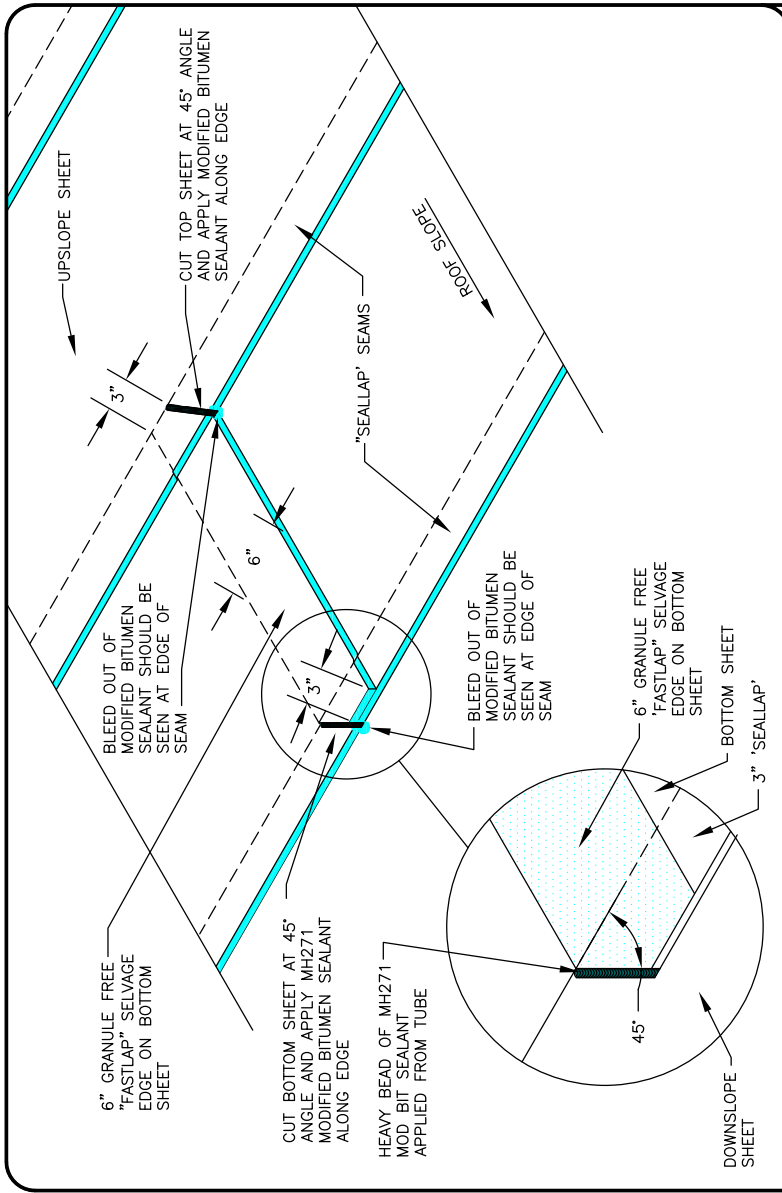 UPSLOPE SHEET
CUT TOP SHEET AT 45° ANGLE
AND APPLY MODIFIED BITUMEN
SEALANT ALONG EDGE
3"
ROOF SLOPE
"SEALLAP' SEAMS
BLEED OUT OF
MODIFIED BITUMEN
SEALANT SHOULD BE
SEEN AT EDGE OF
SEAM
6"
3"
BLEED OUT OF
MODIFIED BITUMEN
SEALANT SHOULD BE
SEEN AT EDGE OF
SEAM
6" GRANULE FREE
"FASTLAP" SELVAGE
EDGE ON BOTTOM
SHEET
CUT BOTTOM SHEET AT 45°
ANGLE AND APPLY MH271
MODIFIED BITUMEN SEALANT
ALONG EDGE
HEAVY BEAD OF MH271
MOD BIT SEALANT
APPLIED FROM TUBE
6" GRANULE FREE
'FASTLAP" SELVAGE
EDGE ON BOTTOM
SHEET
BOTTOM SHEET
3" 'SEALLAP'
45°
DOWNSLOPE
SHEET